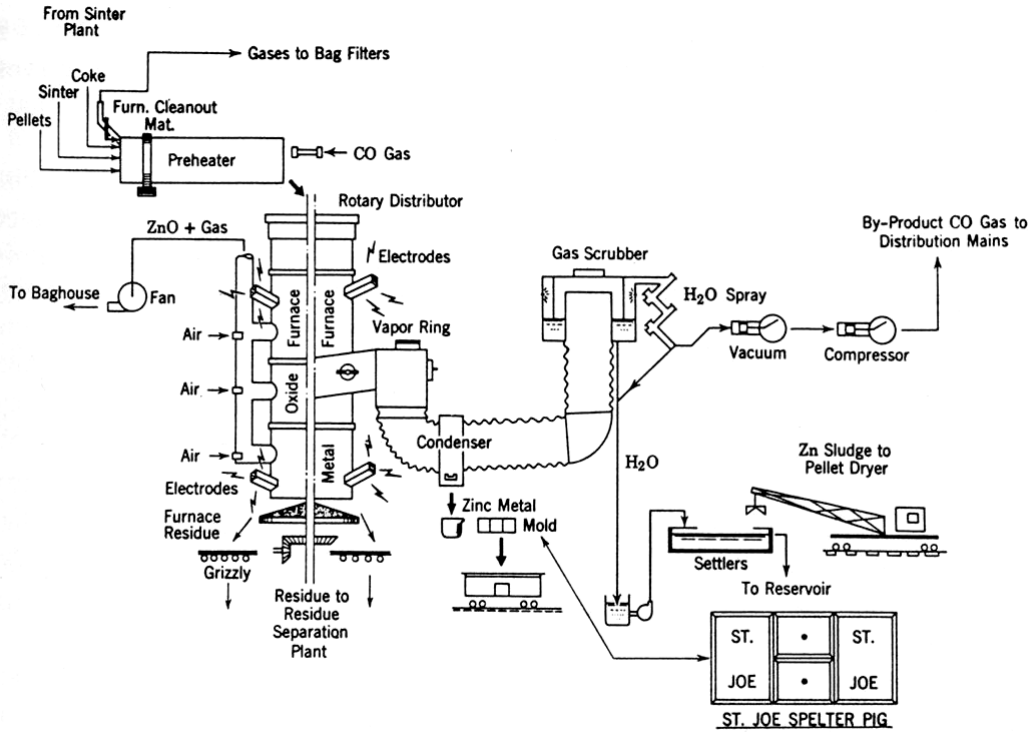 From Sinter
Plant
Gases to Bag Filters
Coke
Sinter
Furn. Cleanout
Mat.
Pellets
Preheater
CO Gas
Rotary Distributor
ZnO + Gas
Electrodes
Gas Scrubber
By-Product CO Gas to
Distribution Mains
H₂O Spray
To Baghouse
Fan
Furnace
Furnace
Vapor Ring
Air
Vacuum
Compressor
Air
Oxide
Condenser
Air
Metal
H₂O
Zn Sludge to
Pellet Dryer
Electrodes
Zinc Metal
Mold
Furnace
Residue
Settlers
Grizzly
To Reservoir
Residue to
Residue
Separation
Plant
ST.
JOE
ST.
JOE
ST. JOE SPELTER PIG